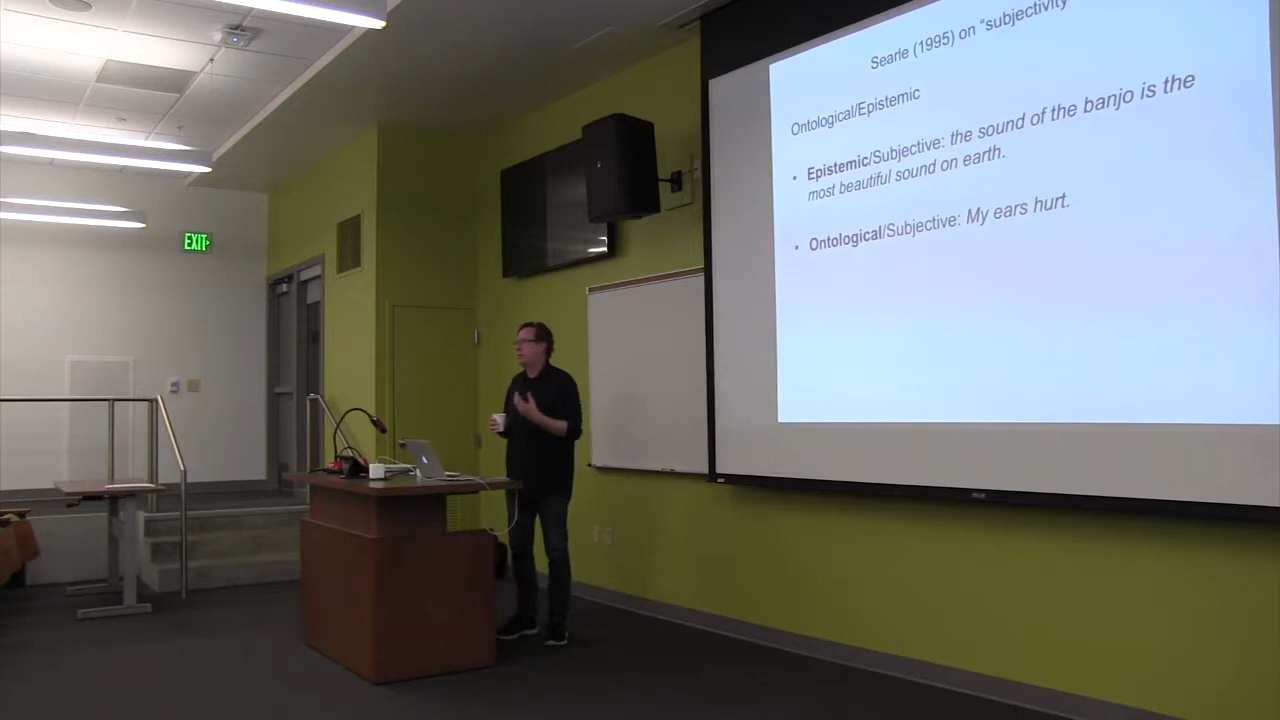 Searle (1995) on "subjectivity
Ontological/Epistemic
• Epistemic/Subjective: the sound of the banjo is the
most beautiful sound on earth.
• Ontological/Subjective: My ears hurt.
EXIT